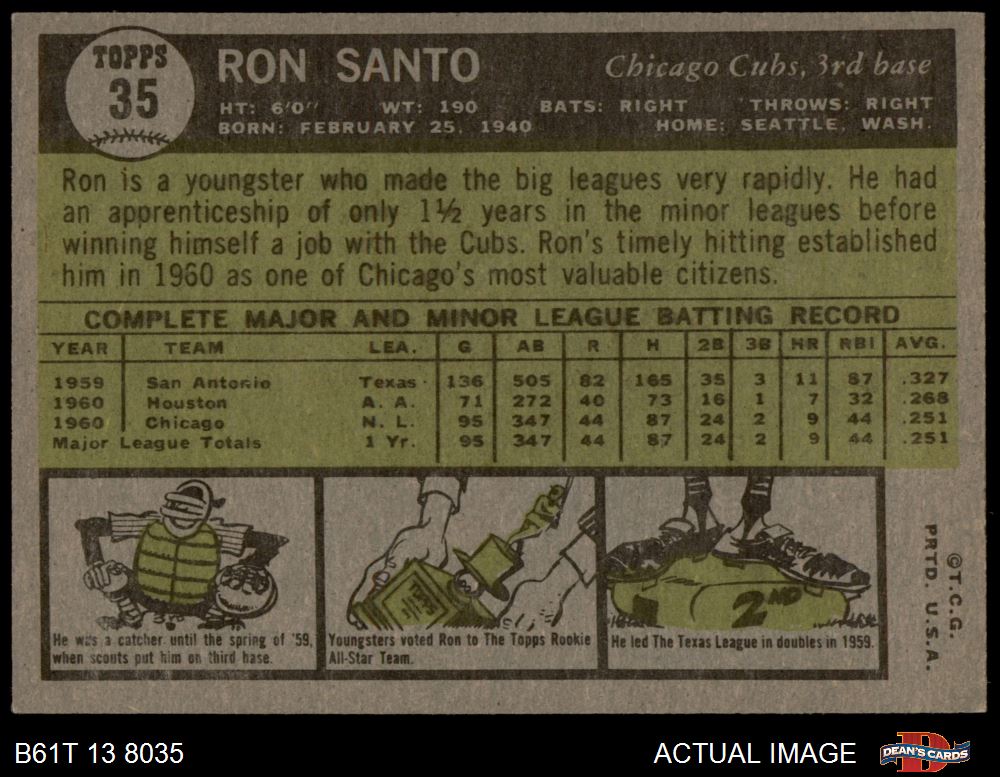 TOPPS
35
RON SANTO
Chicago Cubs, 3rd base
HT: 6'0" WT: 190 BATS: RIGHT THROWS: RIGHT
BORN: FEBRUARY 25, 1940 HOME: SEATTLE, WASH.
Ron is a youngster who made the big leagues very rapidly. He had
an apprenticeship of only 1½ years in the minor leagues before
winning himself a job with the Cubs. Ron's timely hitting established
him in 1960 as one of Chicago's most valuable citizens.
COMPLETE MAJOR AND MINOR LEAGUE BATTING RECORD
YEAR TEAM LEA. G AB R H 2B 3B HR RBI AVG.
1959 San Antonio Texas 136 505 82 165 35 3 11 87 .327
1960 Houston A. A. 71 272 40 73 16 1 7 32 .268
1960 Chicago N. L. 95 347 44 87 24 2 9 44 .251
Major League Totals 1 Yr. 95 347 44 87 24 2 9 44 .251
He was a catcher until the spring of '59,
when scouts put him on third base.
Youngsters voted Ron to The Topps Rookie
All-Star Team.
2ND
He led The Texas League in doubles in 1959.
©T.C.G.
PRTD. U.S.A.
B61T 13 8035
ACTUAL IMAGE
D
DEAN'S CARDS